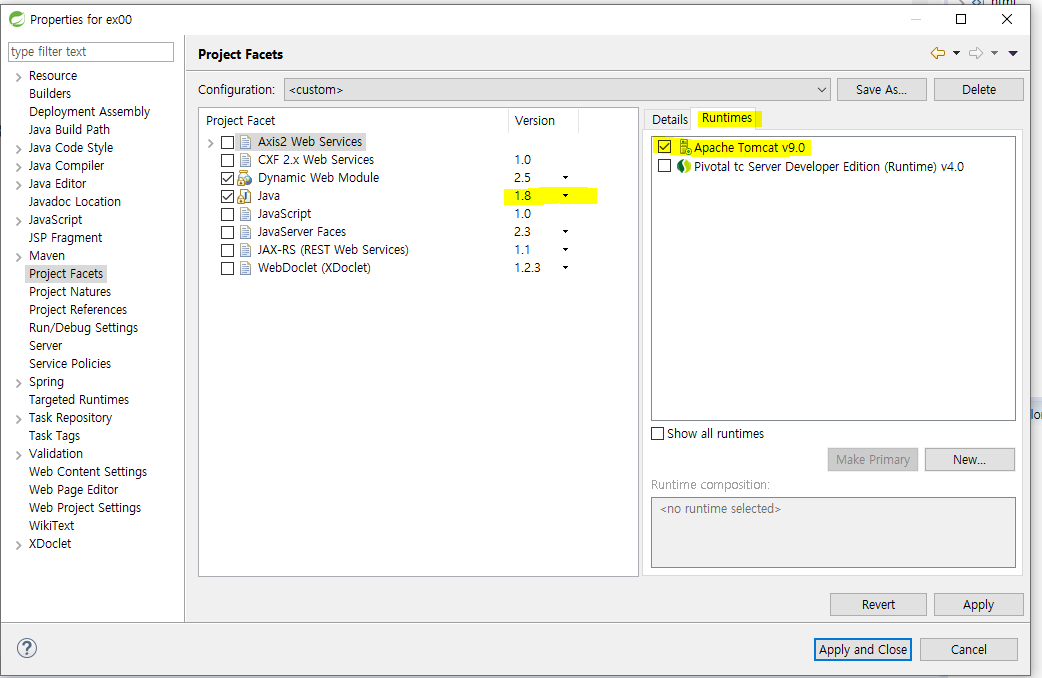 Properties for ex00
type filter text
Resource
Builders
Deployment Assembly
Java Build Path
Java Code Style
Java Compiler
Java Editor
Javadoc Location
JavaScript
JSP Fragment
Maven
Project Facets
Project Natures
Project References
Run/Debug Settings
Server
Service Policies
Spring
Targeted Runtimes
Task Repository
Task Tags
Validation
Web Content Settings
Web Page Editor
Web Project Settings
WikiText
XDoclet
Project Facets
Configuration: <custom> Save As... Delete
Project Facet Version
Axis2 Web Services
CXF 2.x Web Services 1.0
Dynamic Web Module 2.5
Java 1.8
JavaScript 1.0
JavaServer Faces 2.3
JAX-RS (REST Web Services) 1.1
WebDoclet (XDoclet) 1.2.3
Details Runtimes
Apache Tomcat v9.0
Pivotal tc Server Developer Edition (Runtime) v4.0
Show all runtimes
Make Primary New...
Runtime composition:
<no runtime selected>
Revert Apply
? Apply and Close Cancel